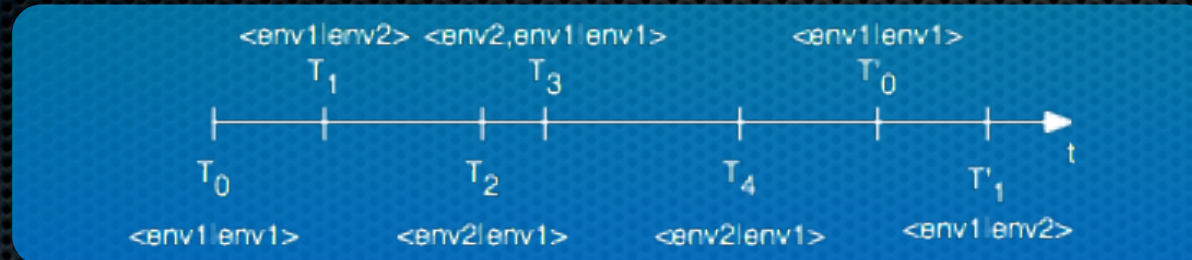 <env1|env2> <env2,env1|env1> <env1|env1>
T1 T3 T'0
t
T0 T2 T4 T'1
<env1|env1> <env2|env1> <env2|env1> <env1|env2>